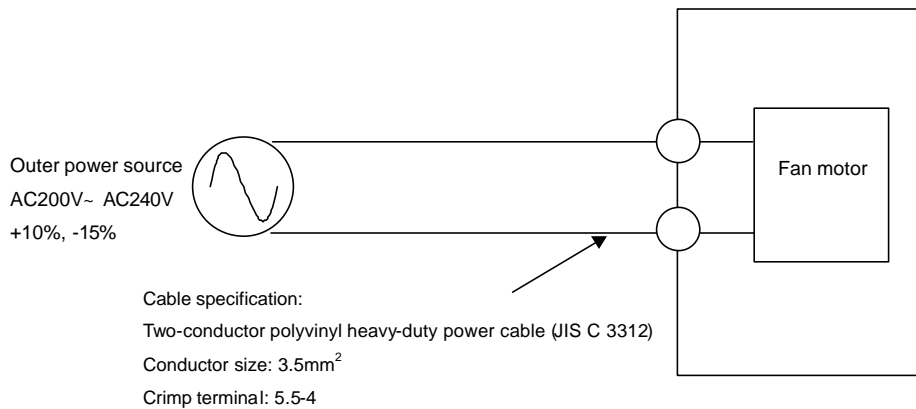 Outer power source
AC200V~ AC240V
+10%, -15%
Fan motor
Cable specification:
Two-conductor polyvinyl heavy-duty power cable (JIS C 3312)
Conductor size: 3.5mm²
Crimp terminal: 5.5-4